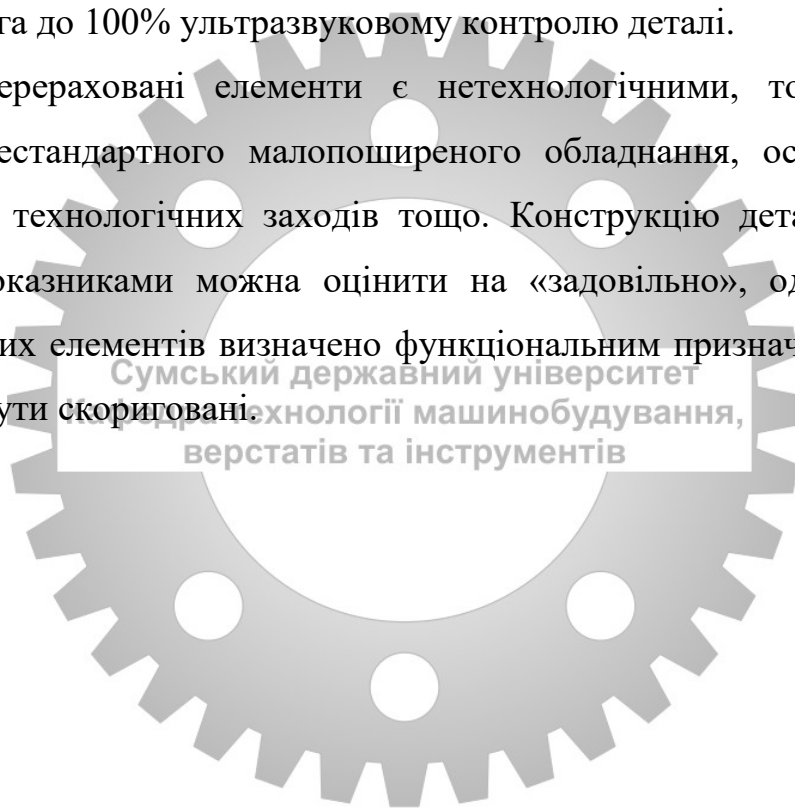 га до 100% ультразвуковому контролю деталі.
ерераховані елементи є нетехнологічними, то
естандартного малопоширеного обладнання, ос
технологічних заходів тощо. Конструкцію дета
оказниками можна оцінити на «задовільно», од
их елементів визначено функціональним признач
Сумський державний університет
ути скориговані.
Кафедра технології машинобудування,
верстатів та інструментів